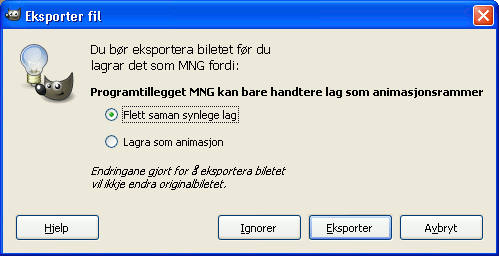 Eksporter fil
Du bør eksportera biletet før du
lagrar det som MNG fordi:
Programtillegget MNG kan bare handtere lag som animasjonsrammer
Flett saman synlege lag
Lagra som animasjon
Endringane gjort for å eksportera biletet
vil ikkje endra originalbiletet.
Hjelp
Ignorer
Eksporter
Avbryt